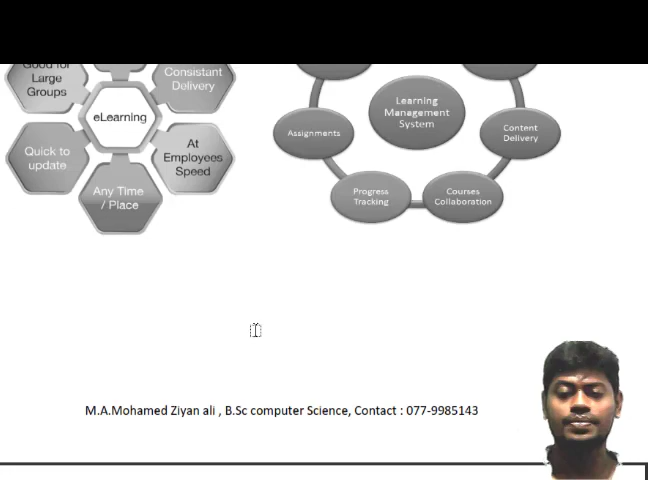 Good for
Large
Groups
Consistant
Delivery
eLearning
Quick to
update
At
Employees
Speed
Any Time
/ Place
Learning
Management
System
Assignments
Content
Delivery
Progress
Tracking
Courses
Collaboration
M.A.Mohamed Ziyan ali , B.Sc computer Science, Contact : 077-9985143